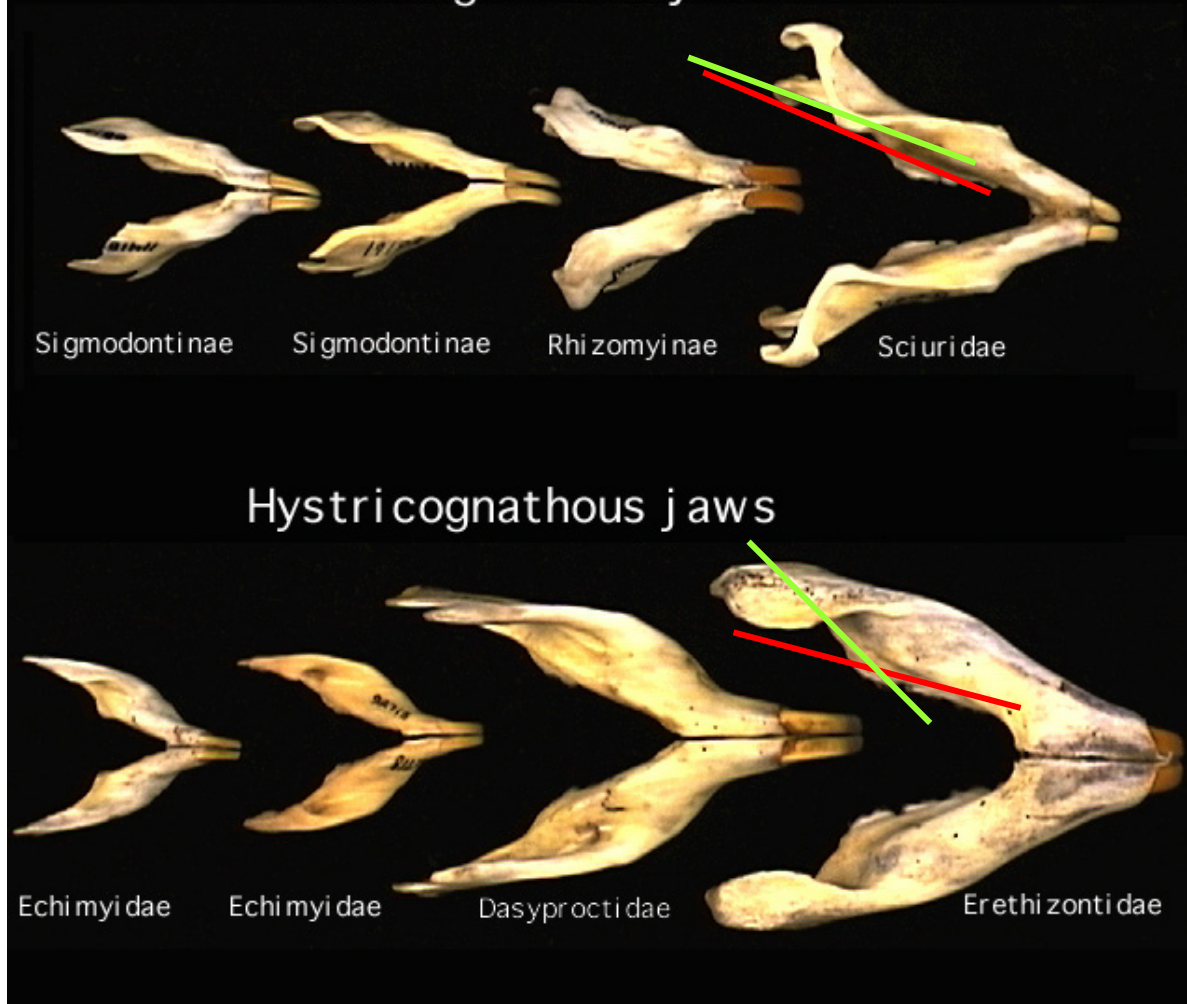 Sigmodontinae
Sigmodontinae
Rhizomyinae
Sciuridae
Hystricognathous jaws
Echimyidae
Echimyidae
Dasyproctidae
Erethizontidae